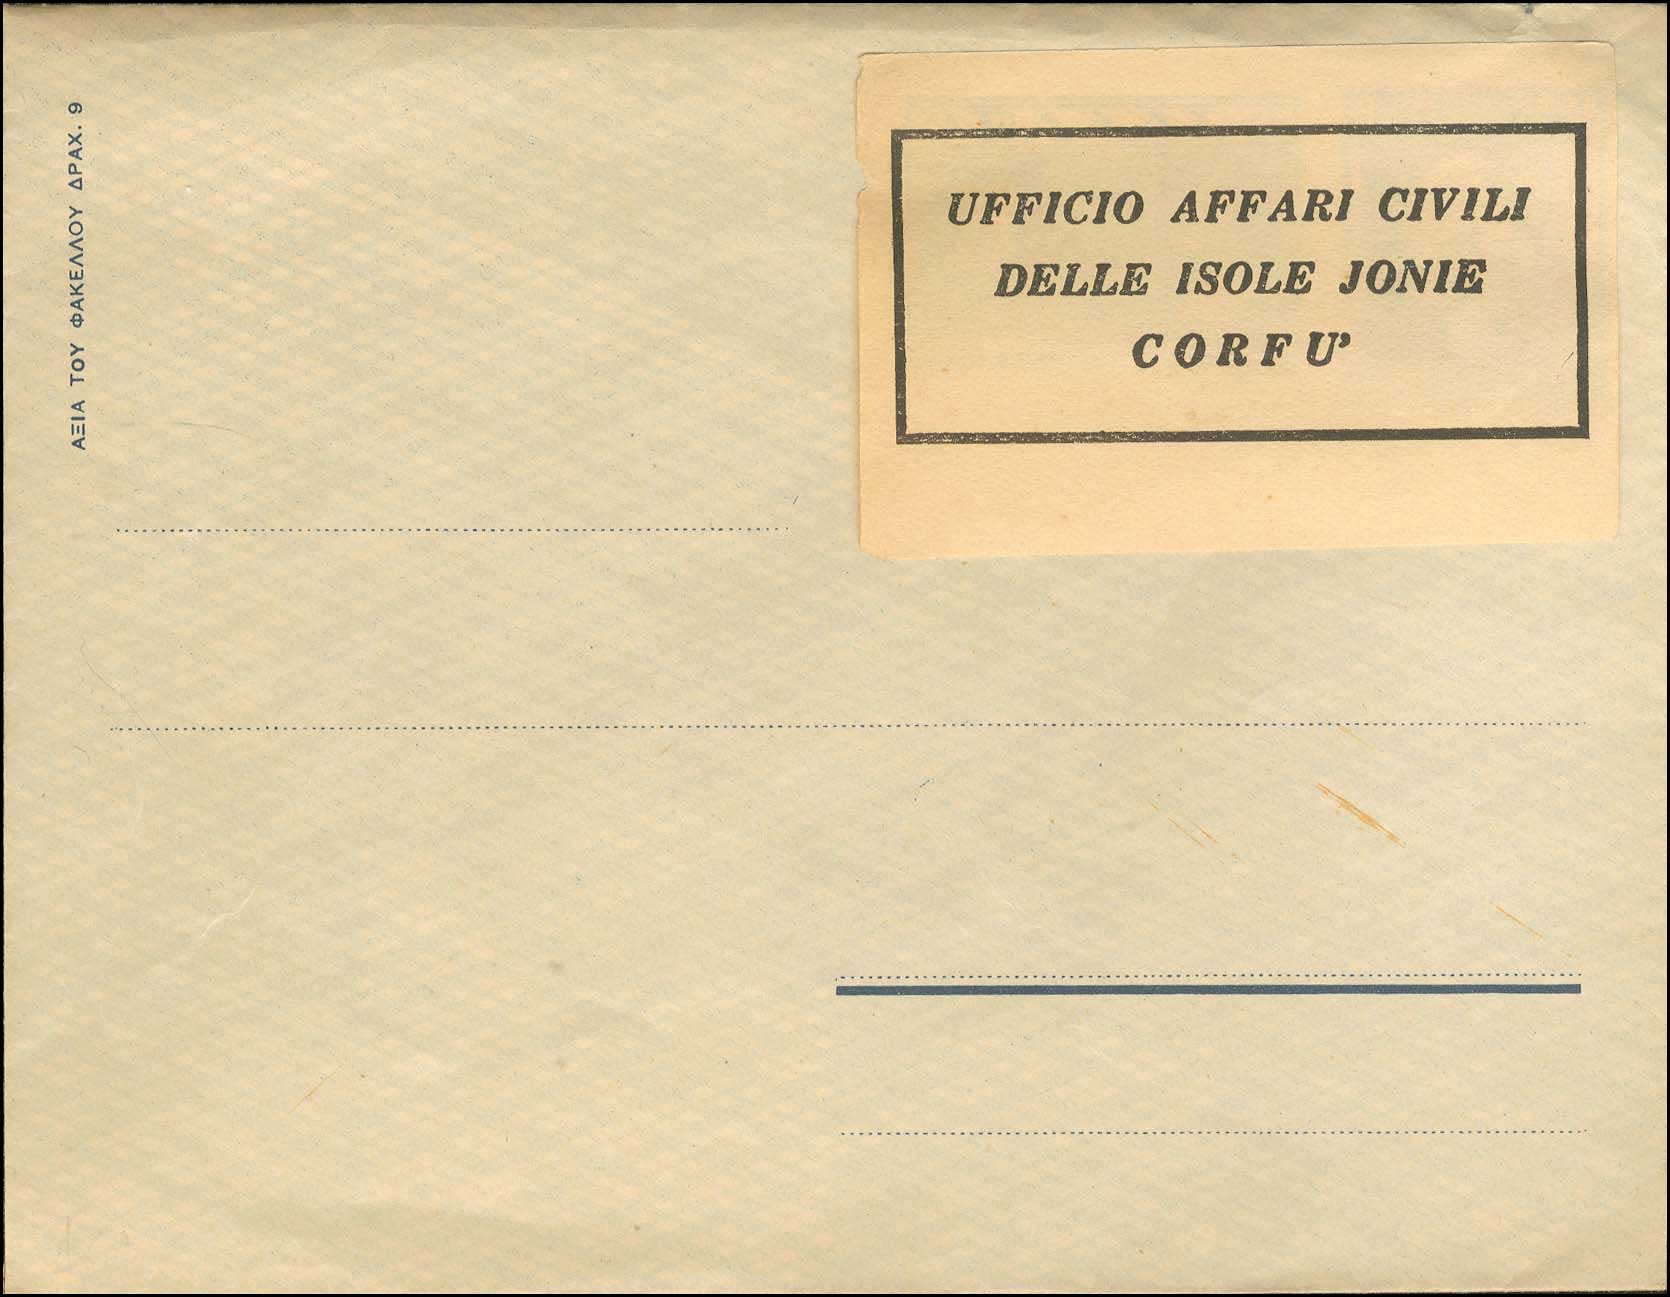 ΑΞΙΑ ΤΟΥ ΦΑΚΕΛΛΟΥ ΔΡΑΧ. 9
UFFICIO AFFARI CIVILI
DELLE ISOLE JONIE
CORFU'